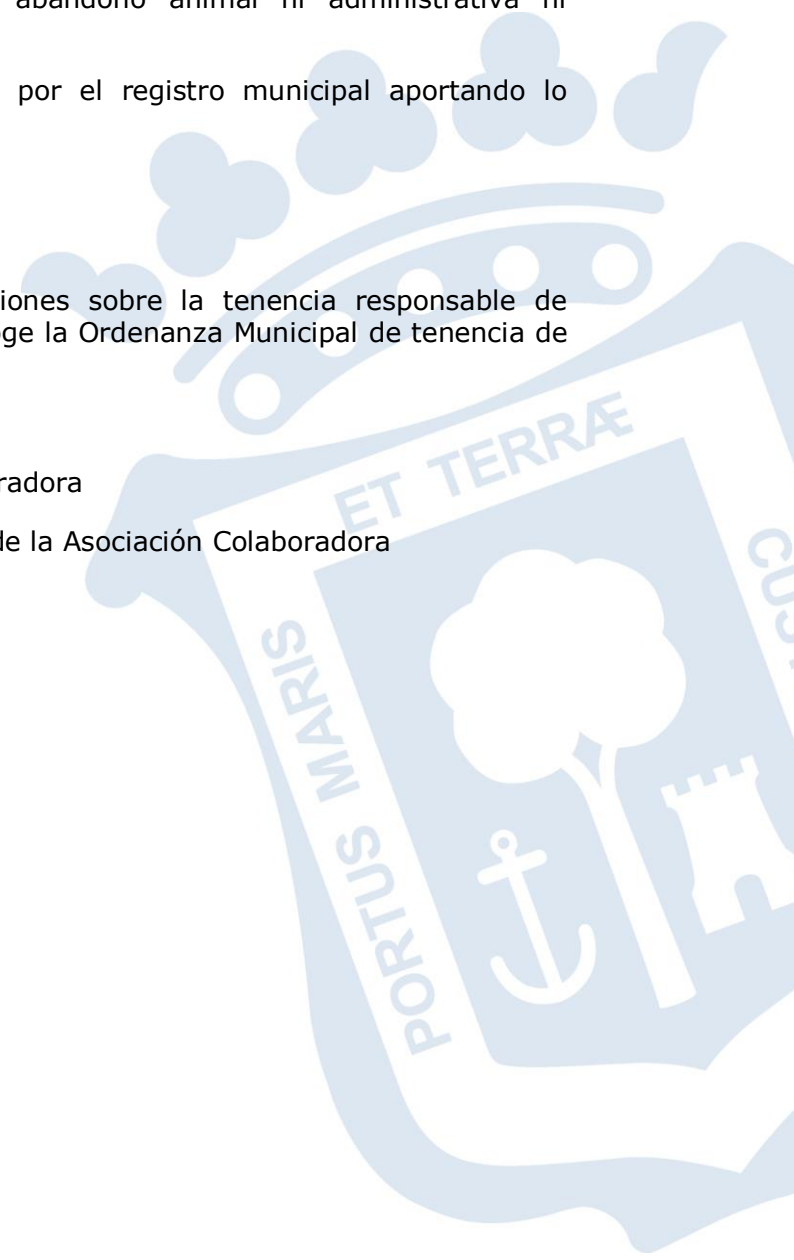 abandono animal ni administrativa ni
por el registro municipal aportando lo
iones sobre la tenencia responsable de
ge la Ordenanza Municipal de tenencia de
radora
de la Asociación Colaboradora
ET TERRÆ
PORTUS MARIS